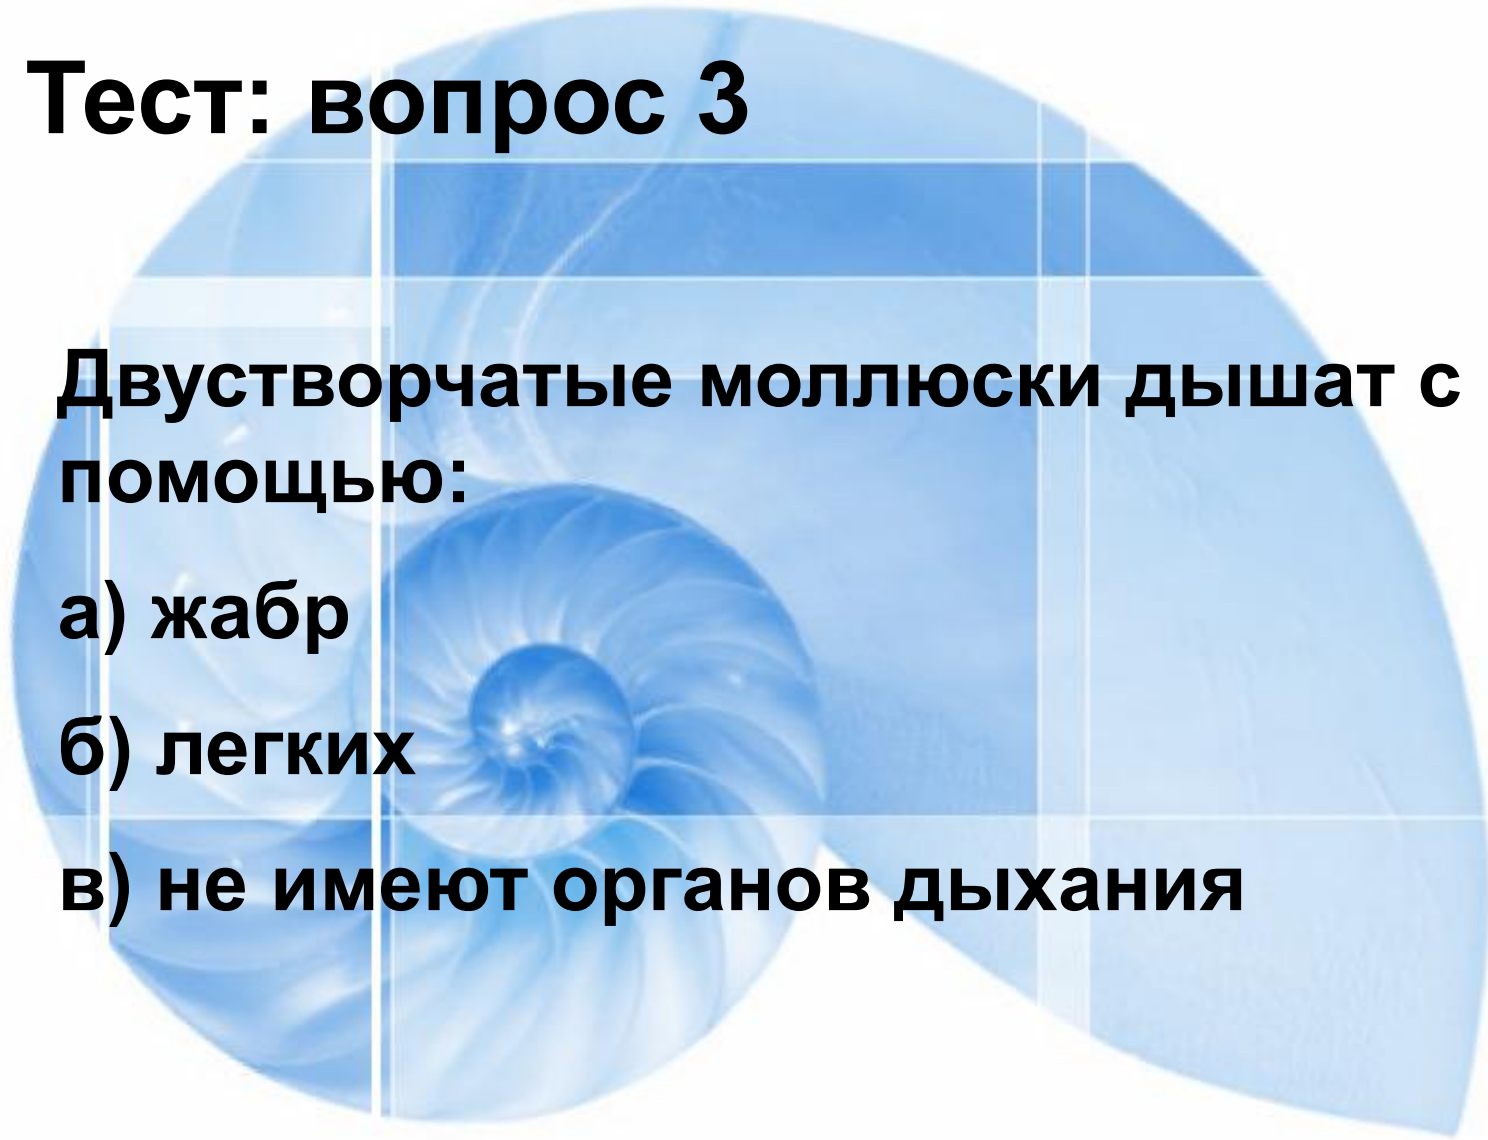 Тест: вопрос 3
Двустворчатые моллюски дышат с
помощью:
а) жабр
б) легких
в) не имеют органов дыхания